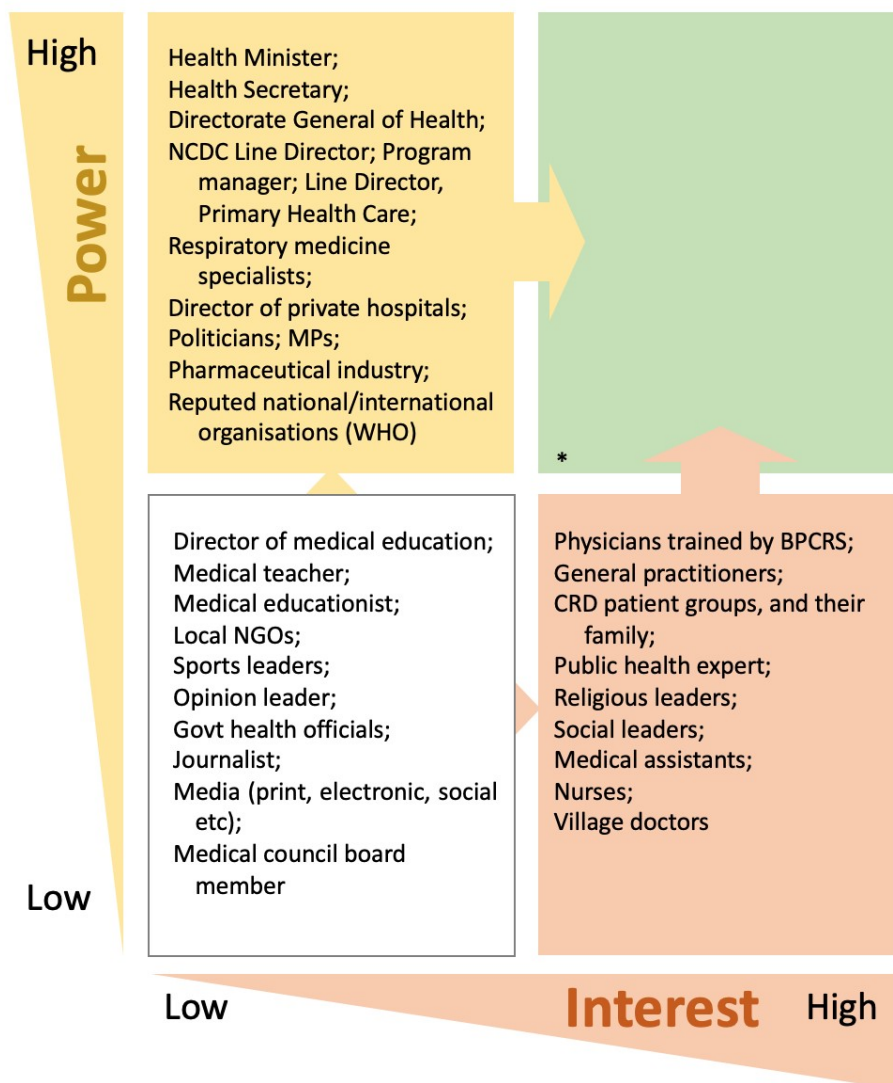 High
Power
Low
Health Minister;
Health Secretary;
Directorate General of Health;
NCDC Line Director; Program
manager; Line Director,
Primary Health Care;
Respiratory medicine
specialists;
Director of private hospitals;
Politicians; MPs;
Pharmaceutical industry;
Reputed national/international
organisations (WHO)
*
Director of medical education;
Medical teacher;
Medical educationist;
Local NGOs;
Sports leaders;
Opinion leader;
Govt health officials;
Journalist;
Media (print, electronic, social
etc);
Medical council board
member
Physicians trained by BPCRS;
General practitioners;
CRD patient groups, and their
family;
Public health expert;
Religious leaders;
Social leaders;
Medical assistants;
Nurses;
Village doctors
Low
Interest
High